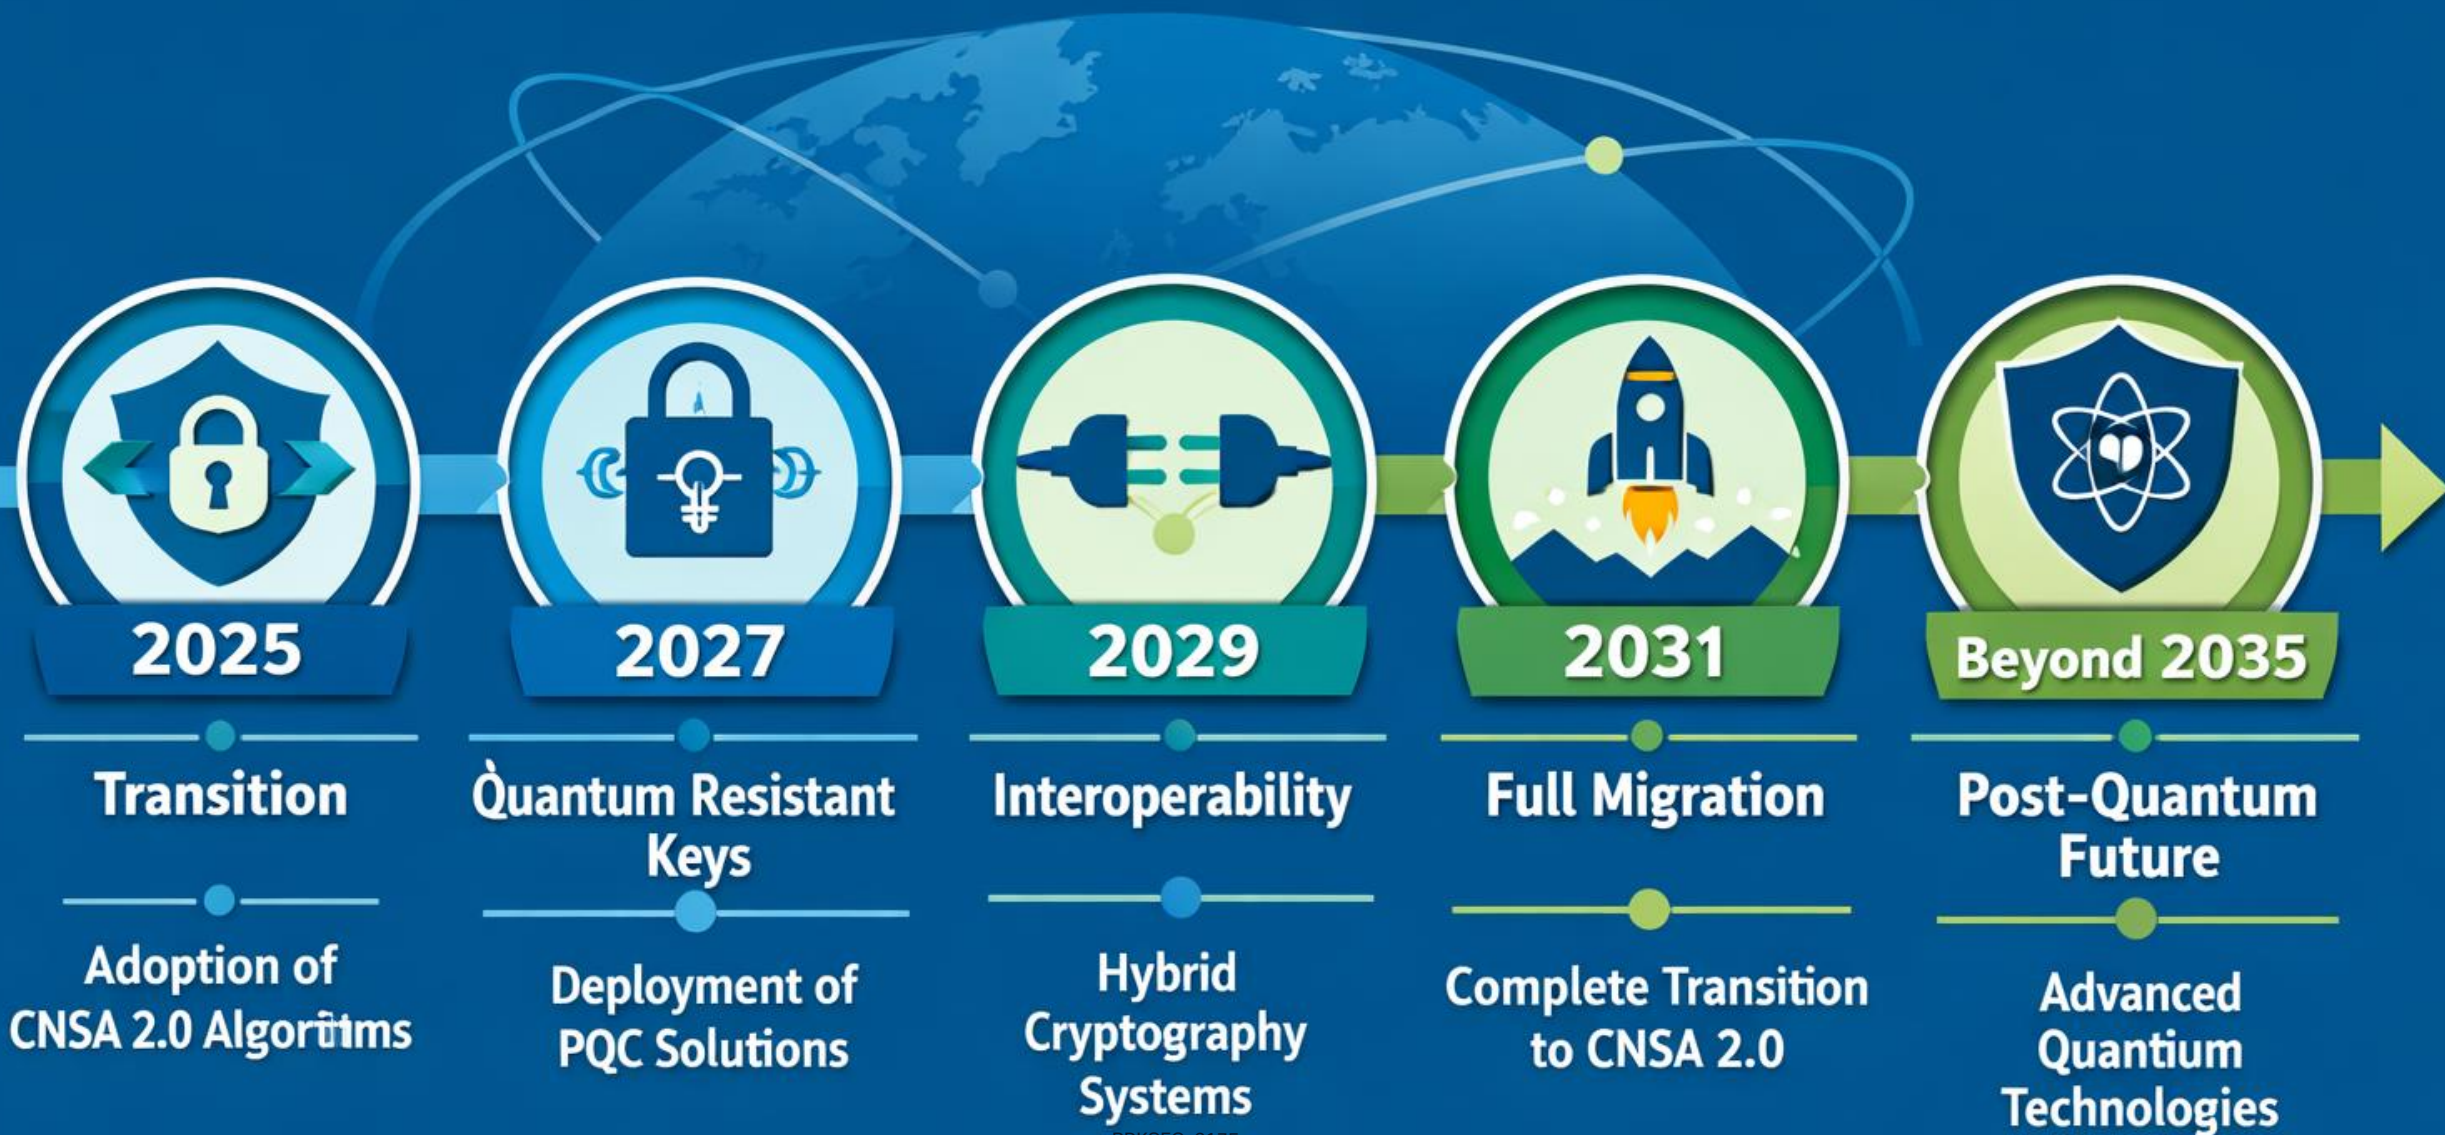 2025
Transition
Adoption of
CNSA 2.0
2027
Quantum Resistant
Keys
Deployment of
PQC Solutions
2029
Interoperability
Hybrid
Cryptography
Systems
2031
Full Migration
Complete Transition
to CNSA 2.0
Beyond 2035
Post-Quantum
Future
Advanced
Quantium
Technologies